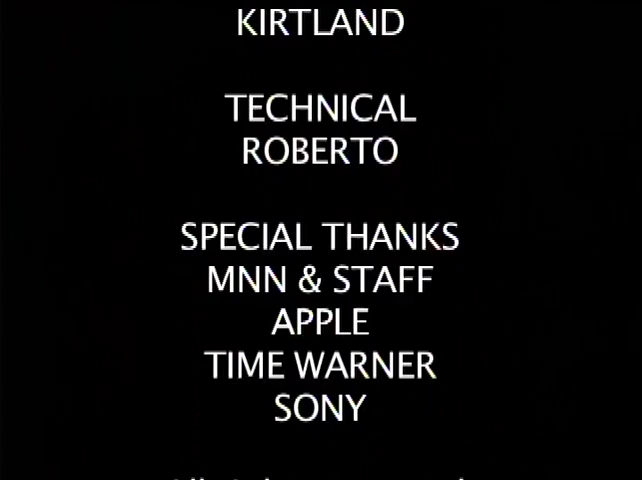 KIRTLAND
TECHNICAL
ROBERTO
SPECIAL THANKS
MNN & STAFF
APPLE
TIME WARNER
SONY